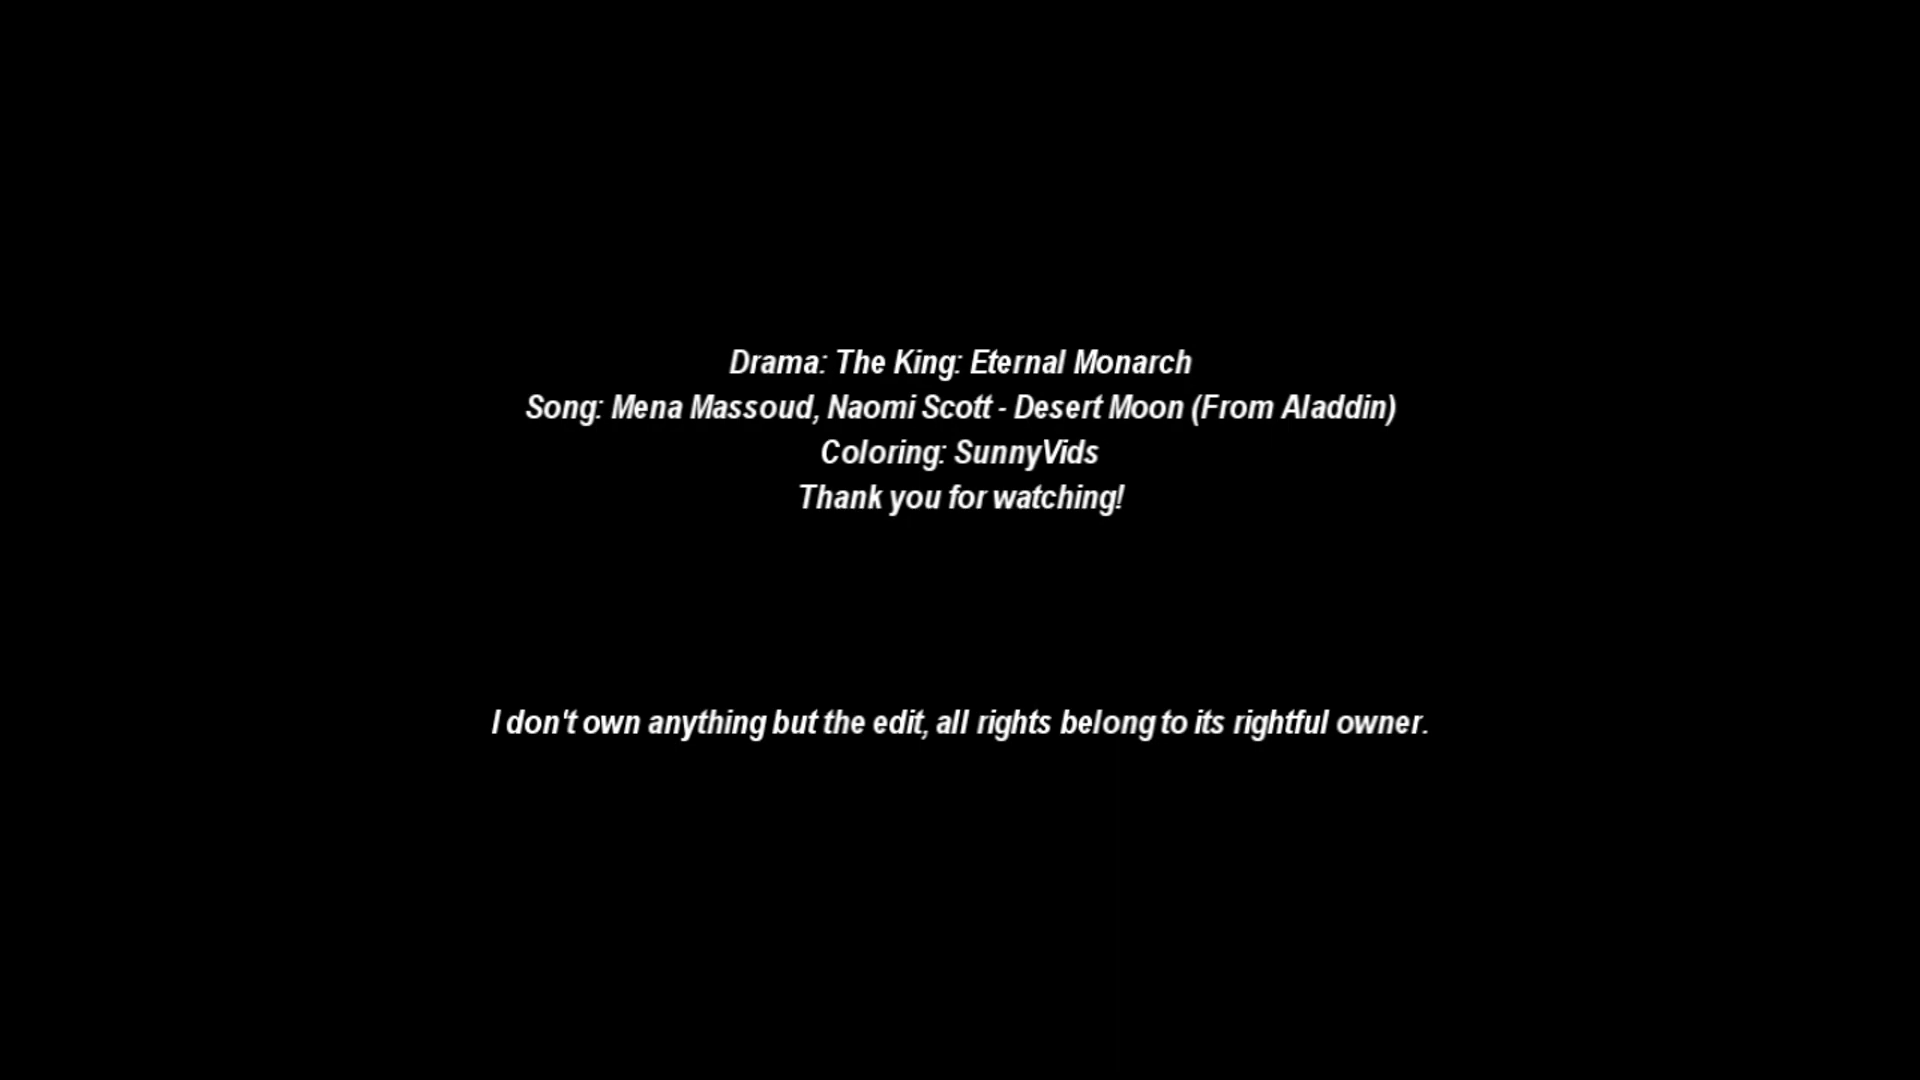 Drama: The King: Eternal Monarch
Song: Mena Massoud, Naomi Scott - Desert Moon (From Aladdin)
Coloring: SunnyVids
Thank you for watching!
I don't own anything but the edit, all rights belong to its rightful owner.